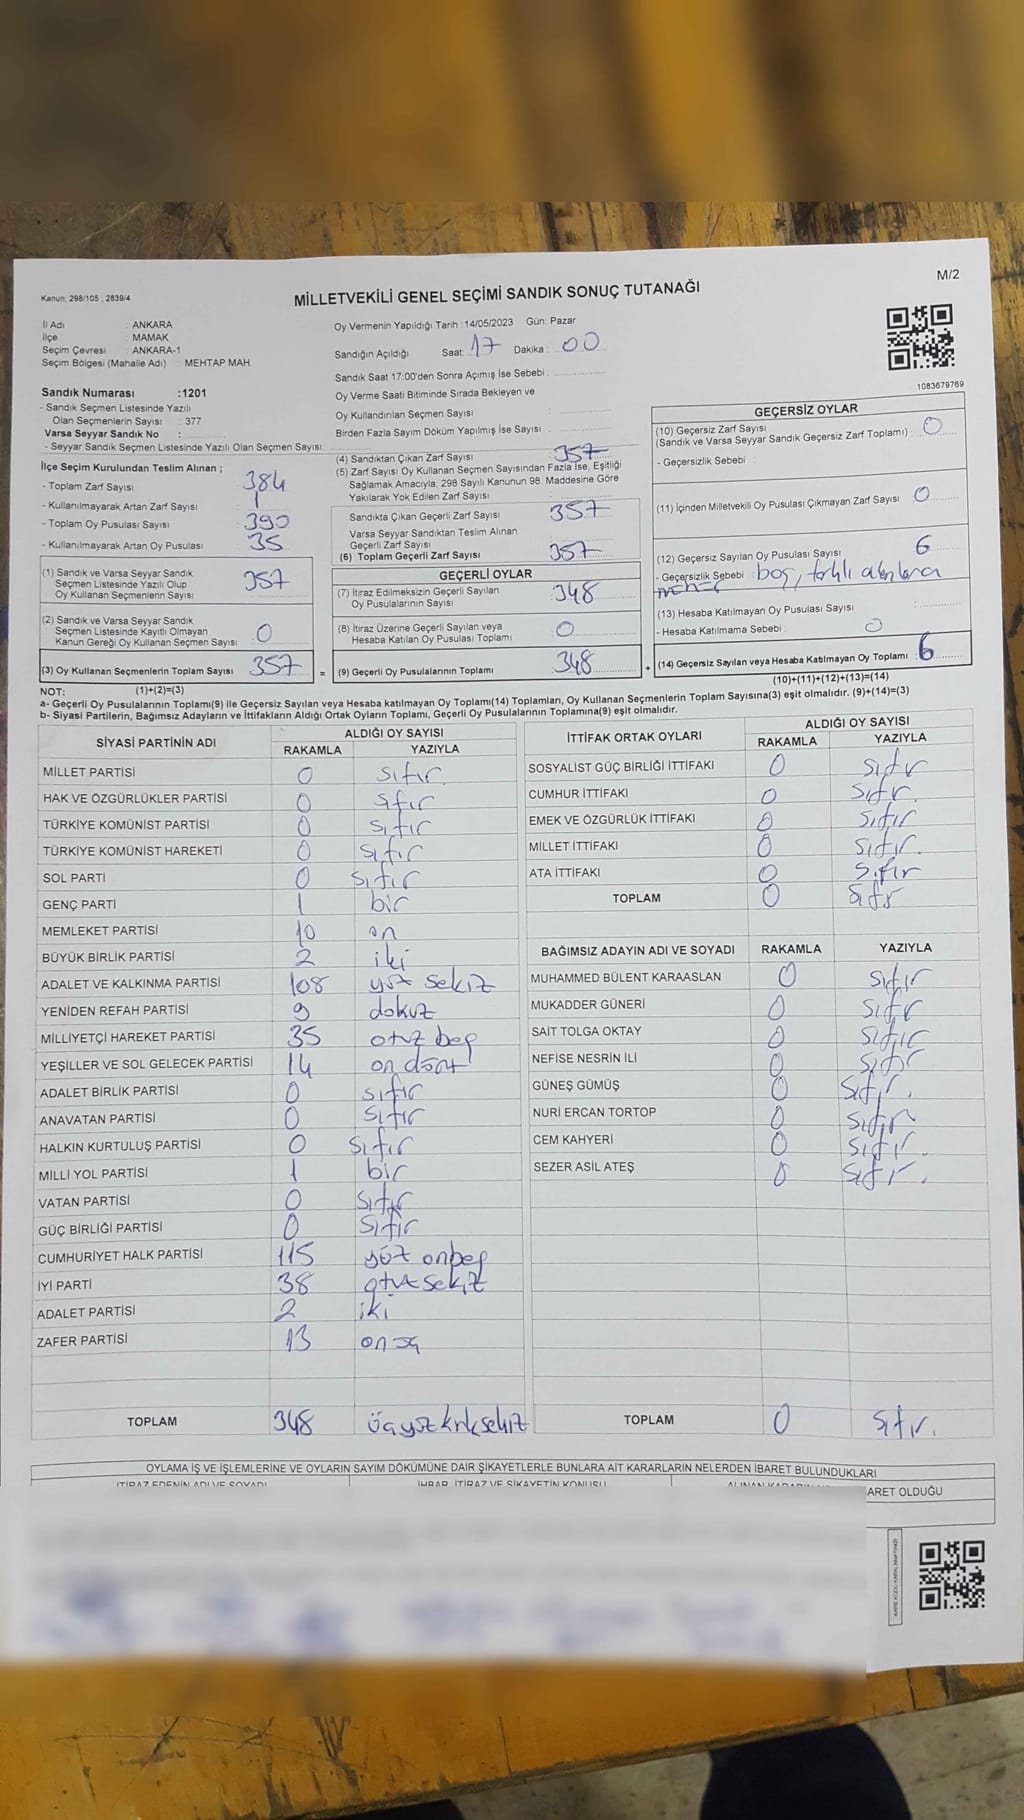 M/2
Kanun: 298/105 , 2839/4
MİLLETVEKİLİ GENEL SEÇİMİ SANDIK SONUÇ TUTANAĞI
İl Adı : ANKARA
İlçe : MAMAK
Seçim Çevresi : ANKARA-1
Seçim Bölgesi (Mahalle Adı) : MEHTAP MAH.
Sandık Numarası :1201
- Sandık Seçmen Listesinde Yazılı
Olan Seçmenlerin Sayısı : 377
Varsa Seyyar Sandık No :
- Seyyar Sandık Seçmen Listesinde Yazılı Olan Seçmen Sayısı:
İlçe Seçim Kurulundan Teslim Alınan ;
- Toplam Zarf Sayısı : 384
- Kullanılmayarak Artan Zarf Sayısı : 1
- Toplam Oy Pusulası Sayısı : 390
- Kullanılmayarak Artan Oy Pusulası : 35
(1) Sandık ve Varsa Seyyar Sandık
Seçmen Listesinde Yazılı Olup
Oy Kullanan Seçmenlerin Sayısı : 357
(2) Sandık ve Varsa Seyyar Sandık
Seçmen Listesinde Kayıtlı Olmayan
Kanun Gereği Oy Kullanan Seçmen Sayısı : 0
(3) Oy Kullanan Seçmenlerin Toplam Sayısı : 357 =
(1)+(2)=(3)
Oy Vermenin Yapıldığı Tarih :14/05/2023 Gün: Pazar
Sandığın Açıldığı Saat: 17 Dakika: 00
Sandık Saat 17:00'den Sonra Açımış İse Sebebi :
Oy Verme Saati Bitiminde Sırada Bekleyen ve
Oy Kullandırılan Seçmen Sayısı :
Birden Fazla Sayım Döküm Yapılmış İse Sayısı :
(4) Sandıktan Çıkan Zarf Sayısı : 357
(5) Zarf Sayısı Oy Kullanan Seçmen Sayısından Fazla İse, Eşitliği
Sağlamak Amacıyla, 298 Sayılı Kanunun 98. Maddesine Göre
Yakılarak Yok Edilen Zarf Sayısı :
Sandıkta Çıkan Geçerli Zarf Sayısı : 357
Varsa Seyyar Sandıktan Teslim Alınan
Geçerli Zarf Sayısı :
(6) Toplam Geçerli Zarf Sayısı : 357
GEÇERLİ OYLAR
(7) İtiraz Edilmeksizin Geçerli Sayılan
Oy Pusulalarının Sayısı : 348
(8) İtiraz Üzerine Geçerli Sayılan veya
Hesaba Katılan Oy Pusulası Toplamı : 0
(9) Geçerli Oy Pusulalarının Toplamı : 348 +
1083679769
GEÇERSİZ OYLAR
(10) Geçersiz Zarf Sayısı
(Sandık ve Varsa Seyyar Sandık Geçersiz Zarf Toplamı) : 0
- Geçersizlik Sebebi :
(11) İçinden Milletvekili Oy Pusulası Çıkmayan Zarf Sayısı : 0
(12) Geçersiz Sayılan Oy Pusulası Sayısı : 6
- Geçersizlik Sebebi : boş, farklı alanlara
(13) Hesaba Katılmayan Oy Pusulası Sayısı :
- Hesaba Katılmama Sebebi : 0
(14) Geçersiz Sayılan veya Hesaba Katılmayan Oy Toplamı : 6
(10)+(11)+(12)+(13)=(14)
NOT:
a- Geçerli Oy Pusulalarının Toplamı(9) ile Geçersiz Sayılan veya Hesaba katılmayan Oy Toplamı(14) Toplamları, Oy Kullanan Seçmenlerin Toplam Sayısına(3) eşit olmalıdır. (9)+(14)=(3)
b- Siyasi Partilerin, Bağımsız Adayların ve İttifakların Aldığı Ortak Oyların Toplamı, Geçerli Oy Pusulalarının Toplamına(9) eşit olmalıdır.
SİYASİ PARTİNİN ADI ALDIĞI OY SAYISI
RAKAMLA YAZIYLA
MİLLET PARTİSİ 0 sıfır
HAK VE ÖZGÜRLÜKLER PARTİSİ 0 sıfır
TÜRKİYE KOMÜNİST PARTİSİ 0 sıfır
TÜRKİYE KOMÜNİST HAREKETİ 0 sıfır
SOL PARTİ 0 sıfır
GENÇ PARTİ 1 bir
MEMLEKET PARTİSİ 10 on
BÜYÜK BİRLİK PARTİSİ 2 iki
ADALET VE KALKINMA PARTİSİ 108 yüz sekiz
YENİDEN REFAH PARTİSİ 9 dokuz
MİLLİYETÇİ HAREKET PARTİSİ 35 otuz beş
YEŞİLLER VE SOL GELECEK PARTİSİ 14 on dört
ADALET BİRLİK PARTİSİ 0 sıfır
ANAVATAN PARTİSİ 0 sıfır
HALKIN KURTULUŞ PARTİSİ 0 sıfır
MİLLİ YOL PARTİSİ 1 bir
VATAN PARTİSİ 0 sıfır
GÜÇ BİRLİĞİ PARTİSİ 0 sıfır
CUMHURİYET HALK PARTİSİ 115 yüz onbeş
İYİ PARTİ 38 otuz sekiz
ADALET PARTİSİ 2 iki
ZAFER PARTİSİ 13 on üç
TOPLAM 348 üçyüz kırk sekiz
İTTİFAK ORTAK OYLARI ALDIĞI OY SAYISI
RAKAMLA YAZIYLA
SOSYALİST GÜÇ BİRLİĞİ İTTİFAKI 0 sıfır
CUMHUR İTTİFAKI 0 sıfır.
EMEK VE ÖZGÜRLÜK İTTİFAKI 0 sıfır
MİLLET İTTİFAKI 0 sıfır.
ATA İTTİFAKI 0 sıfır
TOPLAM 0 sıfır
BAĞIMSIZ ADAYIN ADI VE SOYADI RAKAMLA YAZIYLA
MUHAMMED BÜLENT KARAASLAN 0 sıfır
MUKADDER GÜNERİ 0 sıfır
SAİT TOLGA OKTAY 0 sıfır
NEFİSE NESRİN İLİ 0 sıfır
GÜNEŞ GÜMÜŞ 0 sıfır.
NURİ ERCAN TORTOP 0 sıfır
CEM KAHYERİ 0 sıfır.
SEZER ASİL ATEŞ 0 sıfır.
TOPLAM 0 sıfır.
OYLAMA İŞ VE İŞLEMLERİNE VE OYLARIN SAYIM DÖKÜMÜNE DAİR ŞİKAYETLERLE BUNLARA AİT KARARLARIN NELERDEN İBARET BULUNDUKLARI
İTİRAZ EDENİN ADI VE SOYADI İHBAR, İTİRAZ VE ŞİKAYETİN KONUSU BARET OLDUĞU